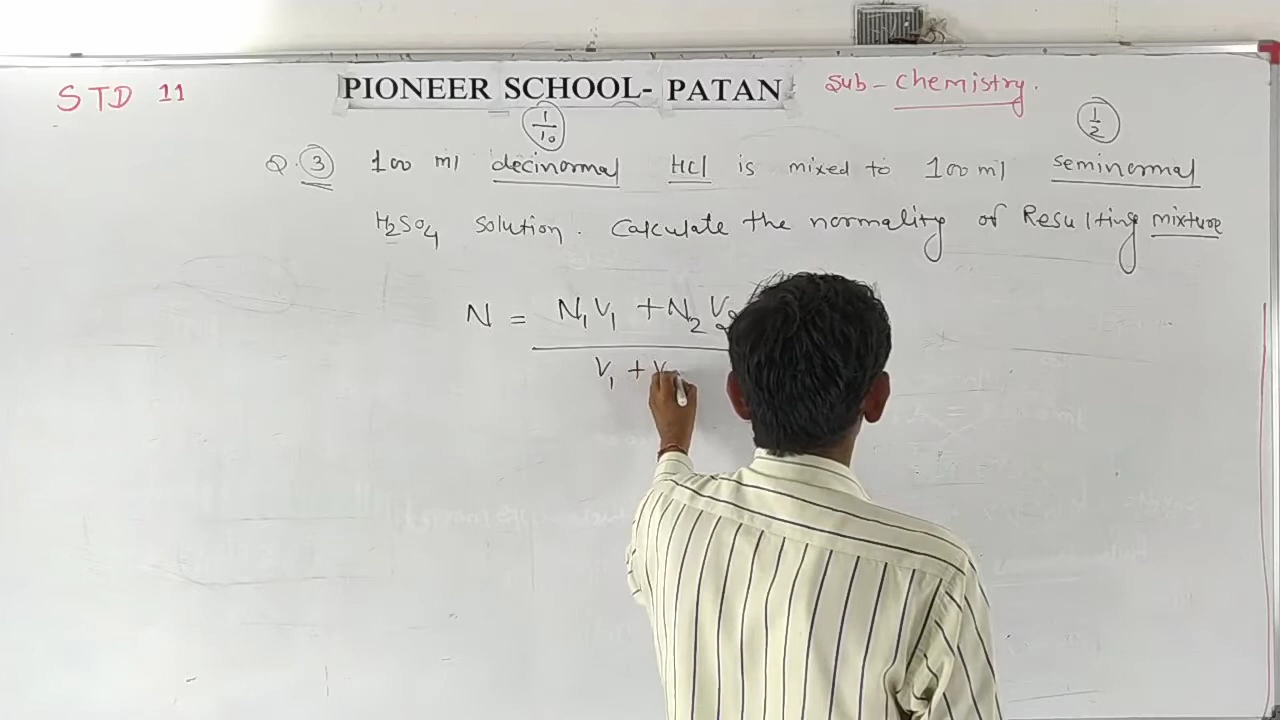 STD 11
PIONEER SCHOOL- PATAN
Sub - Chemistry.
1/10
1/2
Q. 3 100 ml decinormal HCl is mixed to 100 ml seminormal
H2SO4 solution. Calculate the normality of Resulting mixture
N = N1V1 + N2V2
V1 + V